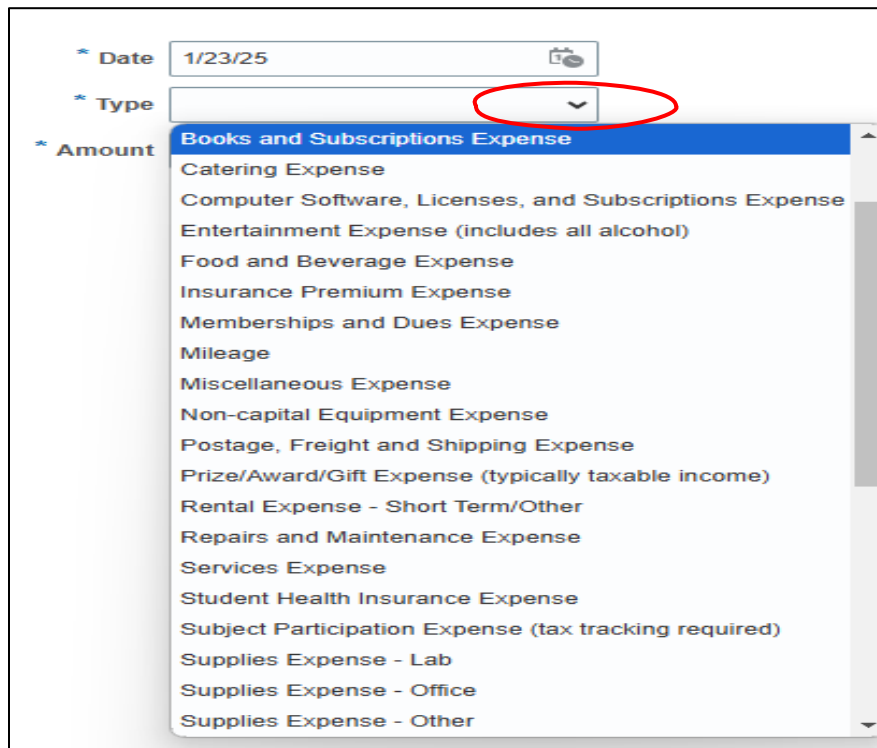 * Date 1/23/25
* Type
* Amount
Books and Subscriptions Expense
Catering Expense
Computer Software, Licenses, and Subscriptions Expense
Entertainment Expense (includes all alcohol)
Food and Beverage Expense
Insurance Premium Expense
Memberships and Dues Expense
Mileage
Miscellaneous Expense
Non-capital Equipment Expense
Postage, Freight and Shipping Expense
Prize/Award/Gift Expense (typically taxable income)
Rental Expense - Short Term/Other
Repairs and Maintenance Expense
Services Expense
Student Health Insurance Expense
Subject Participation Expense (tax tracking required)
Supplies Expense - Lab
Supplies Expense - Office
Supplies Expense - Other